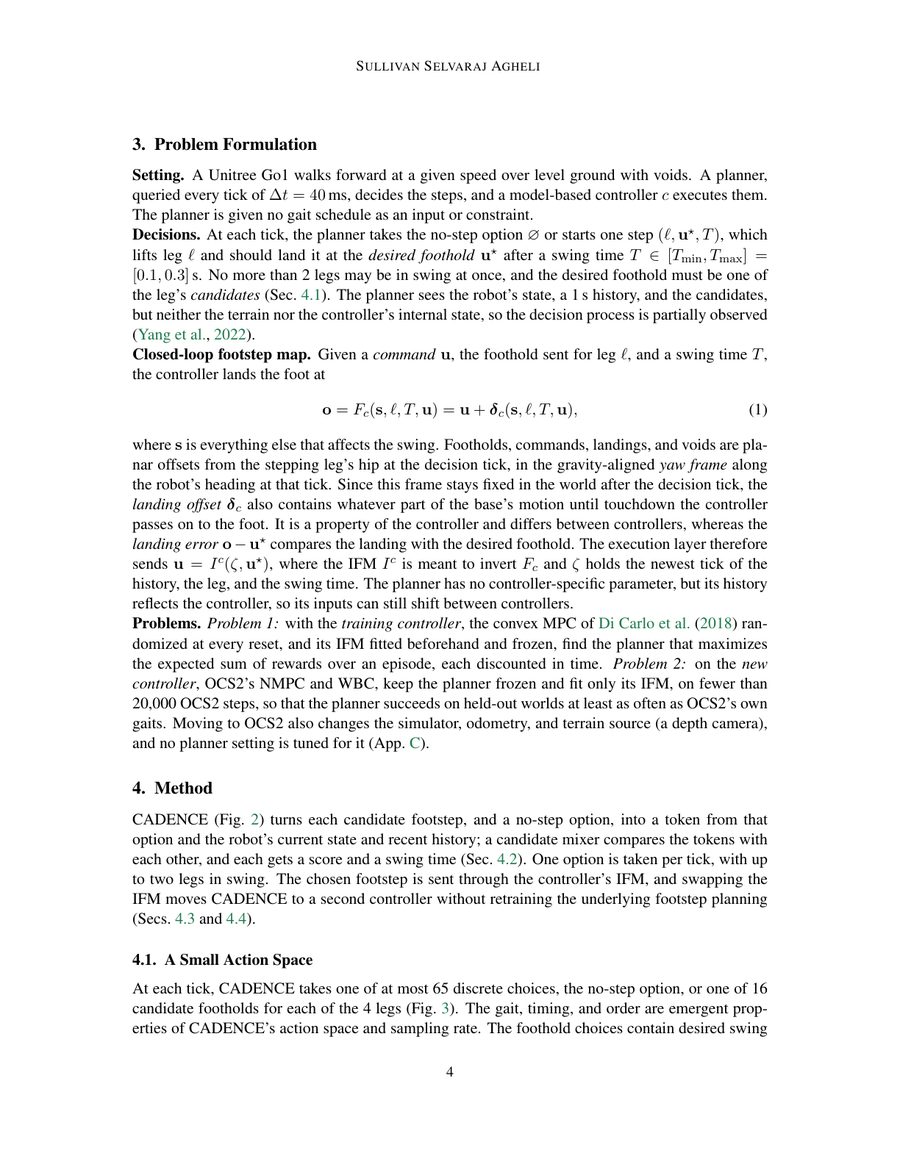 SULLIVAN SELVARAJ AGHELI
3. Problem Formulation
Setting. A Unitree Go1 walks forward at a given speed over level ground with voids. A planner,
queried every tick of Δt = 40 ms, decides the steps, and a model-based controller c executes them.
The planner is given no gait schedule as an input or constraint.
Decisions. At each tick, the planner takes the no-step option ∅ or starts one step (ℓ, u⋆, T), which
lifts leg ℓ and should land it at the desired foothold u⋆ after a swing time T ∈ [Tmin, Tmax] =
[0.1, 0.3] s. No more than 2 legs may be in swing at once, and the desired foothold must be one of
the leg's candidates (Sec. 4.1). The planner sees the robot's state, a 1 s history, and the candidates,
but neither the terrain nor the controller's internal state, so the decision process is partially observed
(Yang et al., 2022).
Closed-loop footstep map. Given a command u, the foothold sent for leg ℓ, and a swing time T,
the controller lands the foot at
o = Fc(s, ℓ, T, u) = u + δc(s, ℓ, T, u), (1)
where s is everything else that affects the swing. Footholds, commands, landings, and voids are pla-
nar offsets from the stepping leg's hip at the decision tick, in the gravity-aligned yaw frame along
the robot's heading at that tick. Since this frame stays fixed in the world after the decision tick, the
landing offset δc also contains whatever part of the base's motion until touchdown the controller
passes on to the foot. It is a property of the controller and differs between controllers, whereas the
landing error o − u⋆ compares the landing with the desired foothold. The execution layer therefore
sends u = Ic(ζ, u⋆), where the IFM Ic is meant to invert Fc and ζ holds the newest tick of the
history, the leg, and the swing time. The planner has no controller-specific parameter, but its history
reflects the controller, so its inputs can still shift between controllers.
Problems. Problem 1: with the training controller, the convex MPC of Di Carlo et al. (2018) ran-
domized at every reset, and its IFM fitted beforehand and frozen, find the planner that maximizes
the expected sum of rewards over an episode, each discounted in time. Problem 2: on the new
controller, OCS2's NMPC and WBC, keep the planner frozen and fit only its IFM, on fewer than
20,000 OCS2 steps, so that the planner succeeds on held-out worlds at least as often as OCS2's own
gaits. Moving to OCS2 also changes the simulator, odometry, and terrain source (a depth camera),
and no planner setting is tuned for it (App. C).
4. Method
CADENCE (Fig. 2) turns each candidate footstep, and a no-step option, into a token from that
option and the robot's current state and recent history; a candidate mixer compares the tokens with
each other, and each gets a score and a swing time (Sec. 4.2). One option is taken per tick, with up
to two legs in swing. The chosen footstep is sent through the controller's IFM, and swapping the
IFM moves CADENCE to a second controller without retraining the underlying footstep planning
(Secs. 4.3 and 4.4).
4.1. A Small Action Space
At each tick, CADENCE takes one of at most 65 discrete choices, the no-step option, or one of 16
candidate footholds for each of the 4 legs (Fig. 3). The gait, timing, and order are emergent prop-
erties of CADENCE's action space and sampling rate. The foothold choices contain desired swing
4